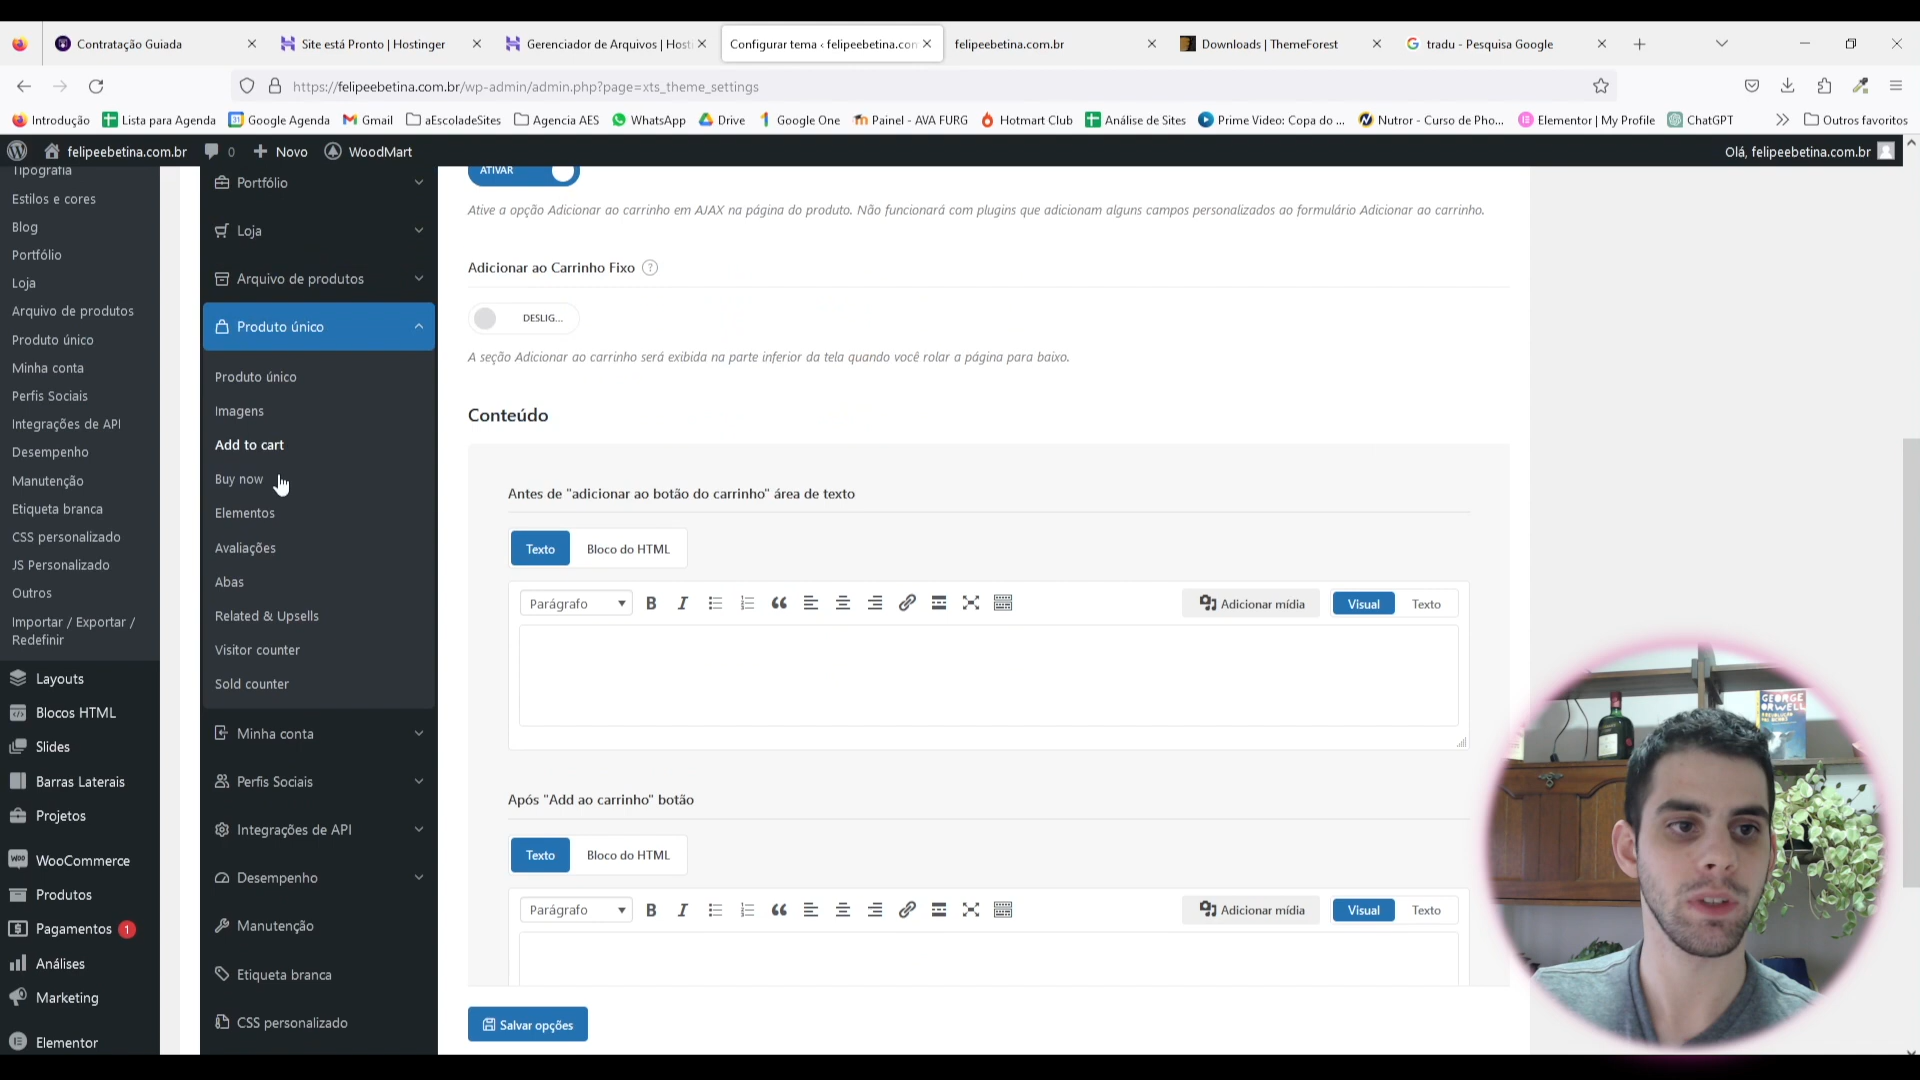 Contratação Guiada
Site está Pronto | Hostinger
Gerenciador de Arquivos | Host
Configurar tema ‹ felipeebetina.con
felipeebetina.com.br
Downloads | ThemeForest
tradu - Pesquisa Google
https://felipeebetina.com.br/wp-admin/admin.php?page=xts_theme_settings
Introdução
Lista para Agenda
Google Agenda
Gmail
aEscoladeSites
Agencia AES
WhatsApp
Drive
Google One
Painel - AVA FURG
Hotmart Club
Análise de Sites
Prime Video: Copa do ...
Nutror - Curso de Pho...
Elementor | My Profile
ChatGPT
Outros favoritos
felipeebetina.com.br
0
Novo
WoodMart
Olá, felipeebetina.com.br
Tipografia
Estilos e cores
Blog
Portfólio
Loja
Arquivo de produtos
Produto único
Minha conta
Perfis Sociais
Integrações de API
Desempenho
Manutenção
Etiqueta branca
CSS personalizado
JS Personalizado
Outros
Importar / Exportar /
Redefinir
Layouts
Blocos HTML
Slides
Barras Laterais
Projetos
WooCommerce
Produtos
Pagamentos 1
Análises
Marketing
Elementor
Portfólio
Loja
Arquivo de produtos
Produto único
Produto único
Imagens
Add to cart
Buy now
Elementos
Avaliações
Abas
Related & Upsells
Visitor counter
Sold counter
Minha conta
Perfis Sociais
Integrações de API
Desempenho
Manutenção
Etiqueta branca
CSS personalizado
ATIVAR
Ative a opção Adicionar ao carrinho em AJAX na página do produto. Não funcionará com plugins que adicionam alguns campos personalizados ao formulário Adicionar ao carrinho.
Adicionar ao Carrinho Fixo ?
DESLIG...
A seção Adicionar ao carrinho será exibida na parte inferior da tela quando você rolar a página para baixo.
Conteúdo
Antes de "adicionar ao botão do carrinho" área de texto
Texto
Bloco do HTML
Parágrafo
Adicionar mídia
Visual
Texto
Após "Add ao carrinho" botão
Texto
Bloco do HTML
Parágrafo
Adicionar mídia
Visual
Texto
Salvar opções
GEORGE
ORWELL